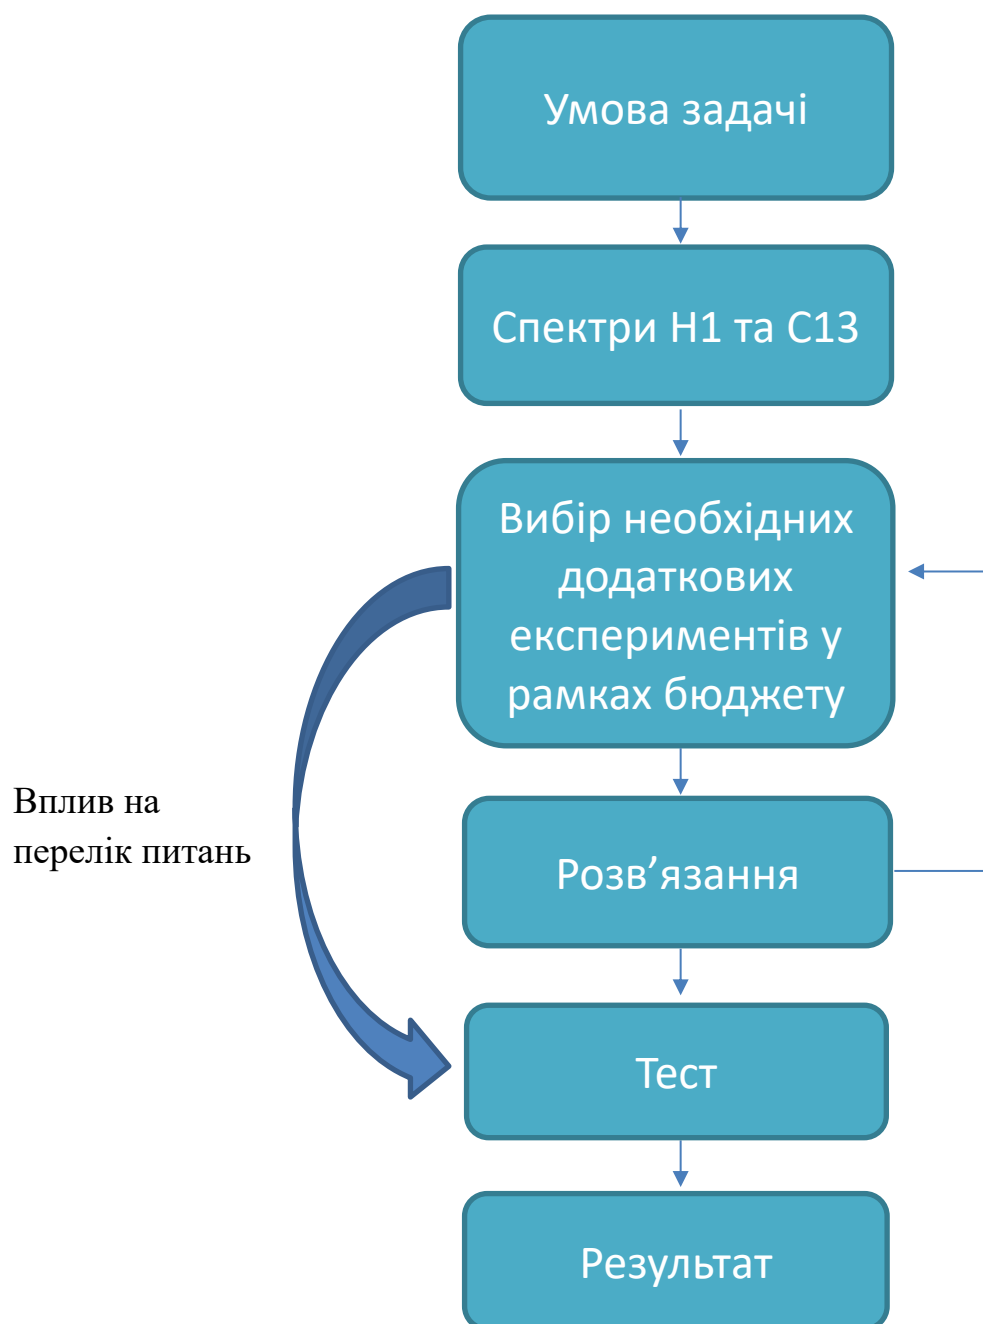 Умова задачі
Спектри Н1 та С13
Вибір необхідних
додаткових
експериментів у
рамках бюджету
Вплив на
перелік питань
Розв’язання
Тест
Результат